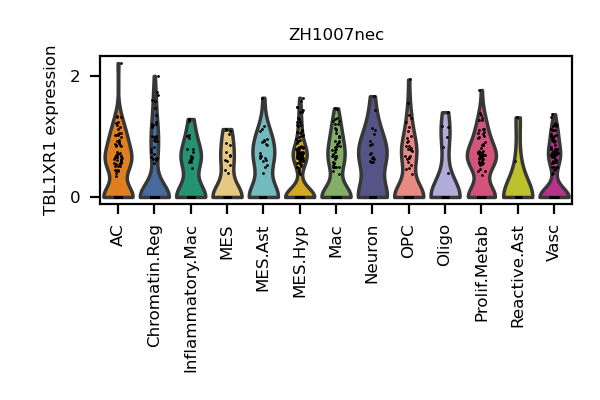 ZH1007nec
TBL1XR1 expression
2
0
AC
Chromatin.Reg
Inflammatory.Mac
MES
MES.Ast
MES.Hyp
Mac
Neuron
OPC
Oligo
Prolif.Metab
Reactive.Ast
Vasc